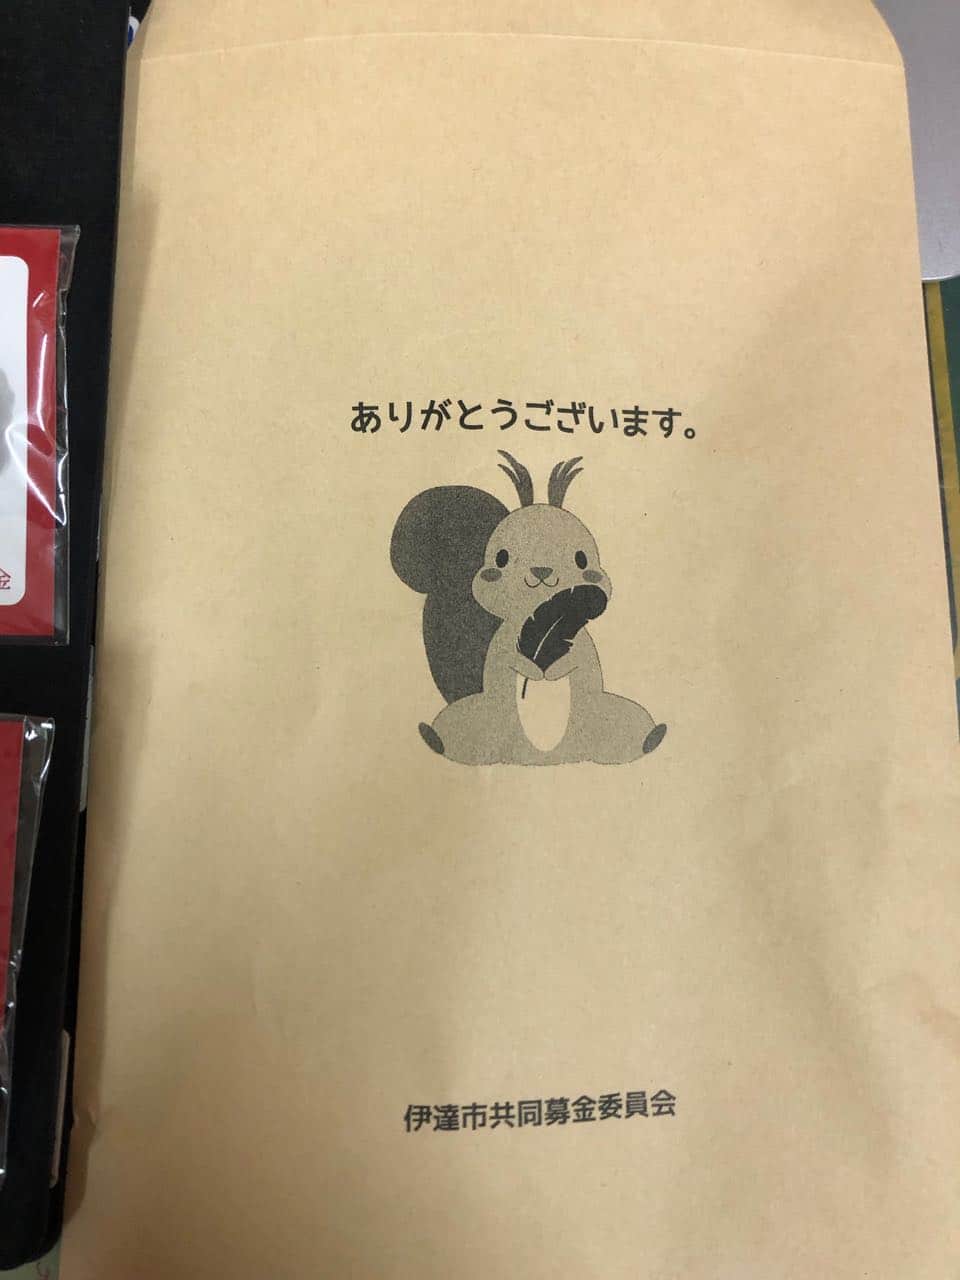 ありがとうございます。
伊達市共同募金委員会
金